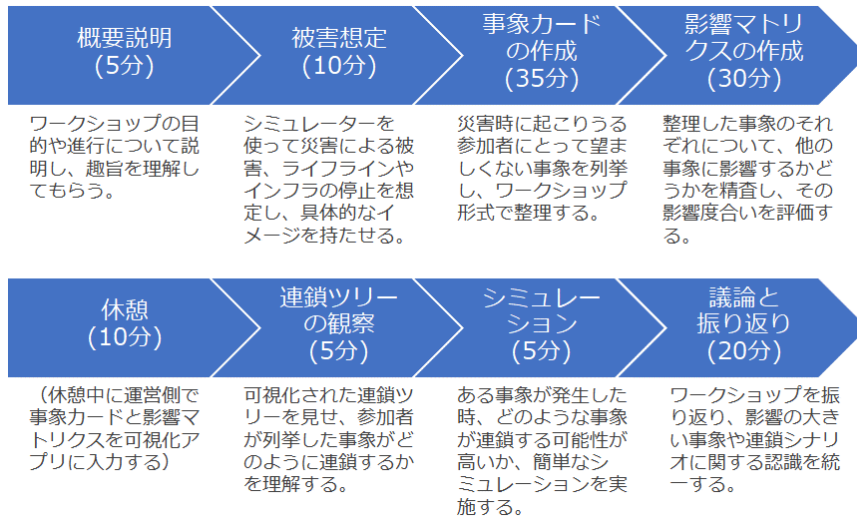 概要説明
(5分)
被害想定
(10分)
事象カード
の作成
(35分)
影響マトリ
クスの作成
(30分)
ワークショップの目
的や進行について説
明し、趣旨を理解し
てもらう。
シミュレーターを
使って災害による被
害、ライフラインや
インフラの停止を想
定し、具体的なイ
メージを持たせる。
災害時に起こりうる
参加者にとって望ま
しくない事象を列挙
し、ワークショップ
形式で整理する。
整理した事象のそれ
ぞれについて、他の
事象に影響するかど
うかを精査し、その
影響度合いを評価す
る。
休憩
(10分)
連鎖ツリー
の観察
(5分)
シミュレー
ション
(5分)
議論と
振り返り
(20分)
（休憩中に運営側で
事象カードと影響マ
トリクスを可視化ア
プリに入力する）
可視化された連鎖ツ
リーを見せ、参加者
が列挙した事象がど
のように連鎖するか
を理解する。
ある事象が発生した
時、どのような事象
が連鎖する可能性が
高いか、簡単なシ
ミュレーションを実
施する。
ワークショップを振
り返り、影響の大き
い事象や連鎖シナリ
オに関する認識を統
一する。